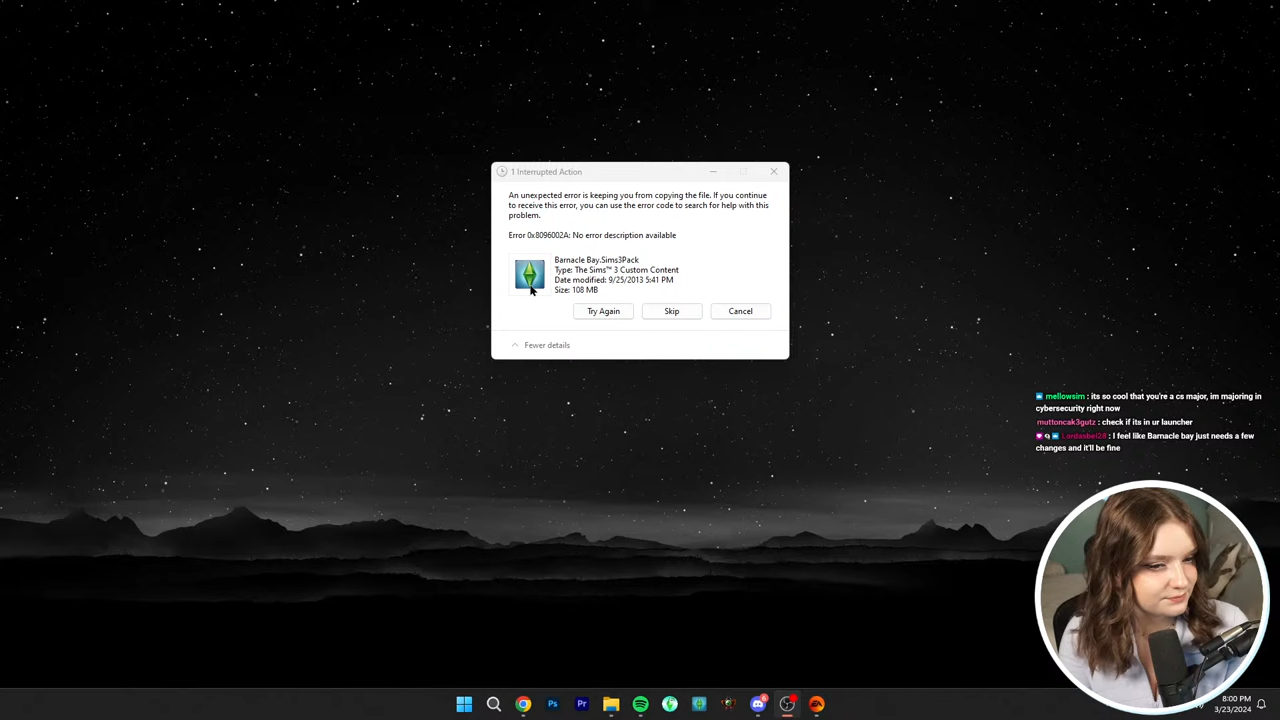 1 Interrupted Action
An unexpected error is keeping you from copying the file. If you continue
to receive this error, you can use the error code to search for help with this
problem.
Error 0x8096002A: No error description available
Barnacle Bay.Sims3Pack
Type: The Sims™ 3 Custom Content
Date modified: 9/25/2013 5:41 PM
Size: 108 MB
Try Again Skip Cancel
Fewer details
mellowsim : its so cool that you're a cs major, im majoring in
cybersecurity right now
muttoncak3gutz : check if its in ur launcher
Lordasbel28 : I feel like Barnacle bay just needs a few
changes and it'll be fine
Ps Pr 6 EA
8:00 PM
3/23/2024